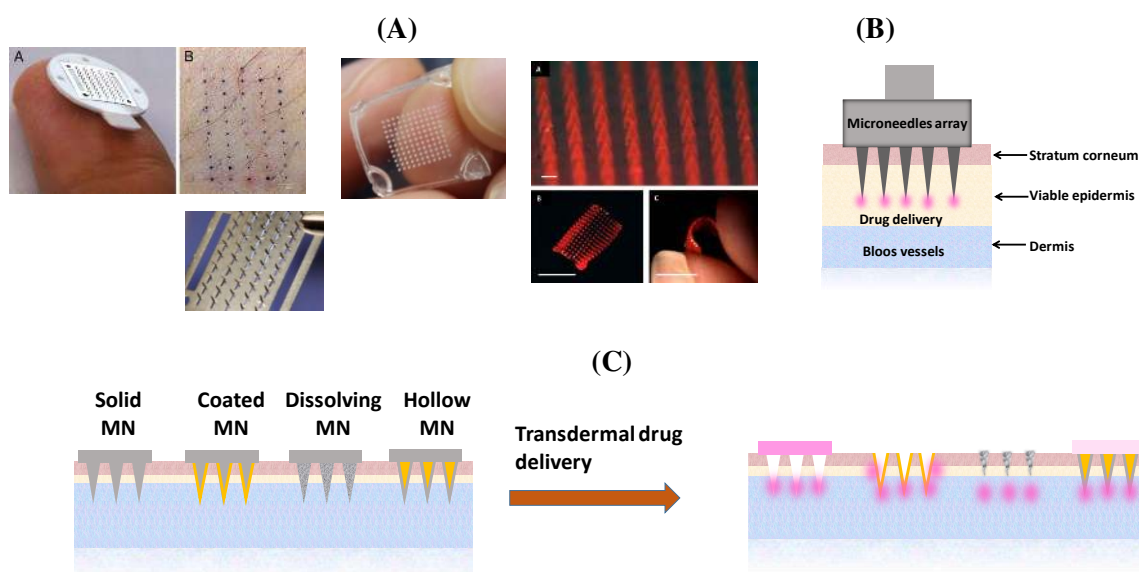 (A)
(B)
A
B
a
B
C
Microneedles array
Stratum corneum
Viable epidermis
Drug delivery
Bloos vessels
Dermis
(C)
Solid
MN
Coated
MN
Dissolving
MN
Hollow
MN
Transdermal drug
delivery